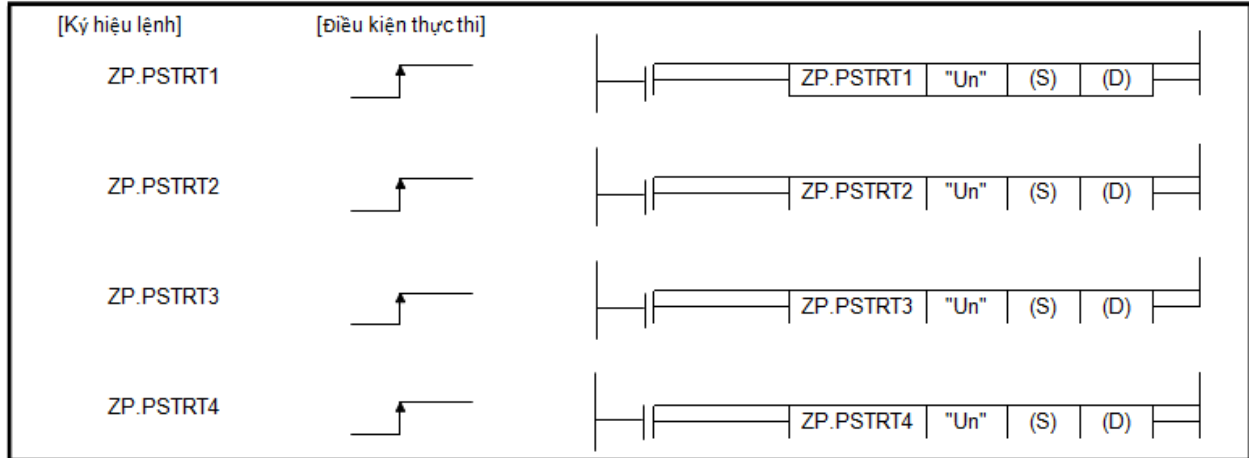 [Ký hiệu lệnh] [Điều kiện thực thi]
ZP.PSTRT1 ZP.PSTRT1 "Un" (S) (D)
ZP.PSTRT2 ZP.PSTRT2 "Un" (S) (D)
ZP.PSTRT3 ZP.PSTRT3 "Un" (S) (D)
ZP.PSTRT4 ZP.PSTRT4 "Un" (S) (D)